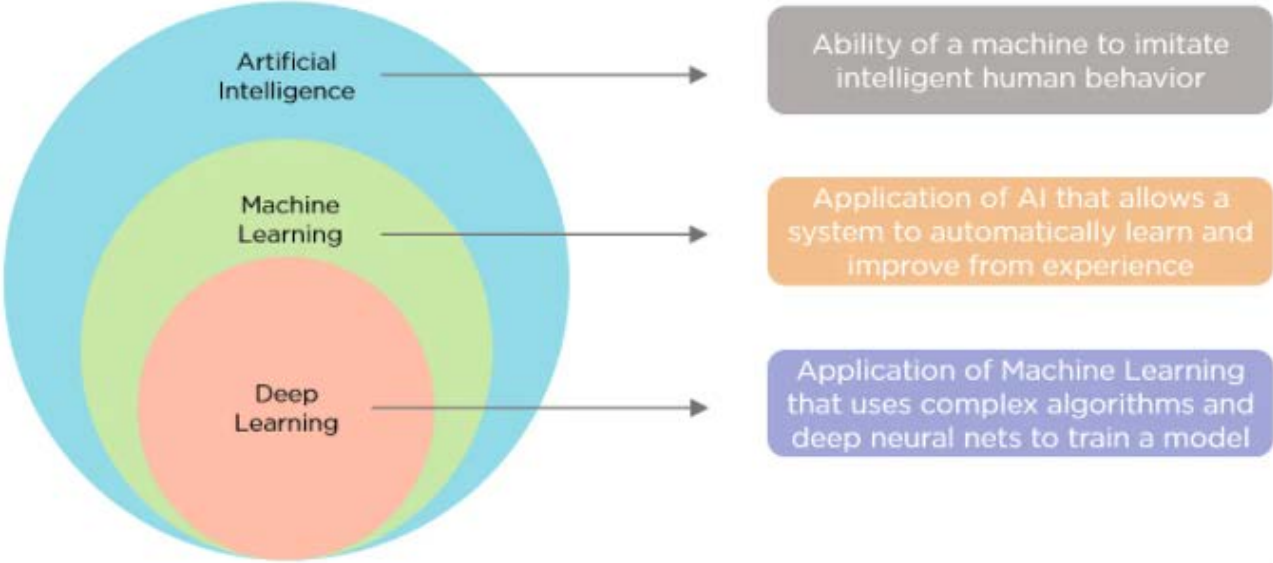 Artificial
Intelligence
Ability of a machine to imitate
intelligent human behavior
Machine
Learning
Application of AI that allows a
system to automatically learn and
improve from experience
Deep
Learning
Application of Machine Learning
that uses complex algorithms and
deep neural nets to train a model